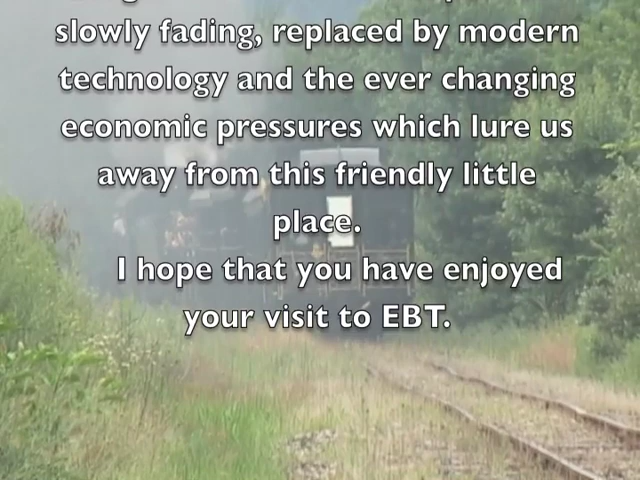 slowly fading, replaced by modern
technology and the ever changing
economic pressures which lure us
away from this friendly little
place.
I hope that you have enjoyed
your visit to EBT.